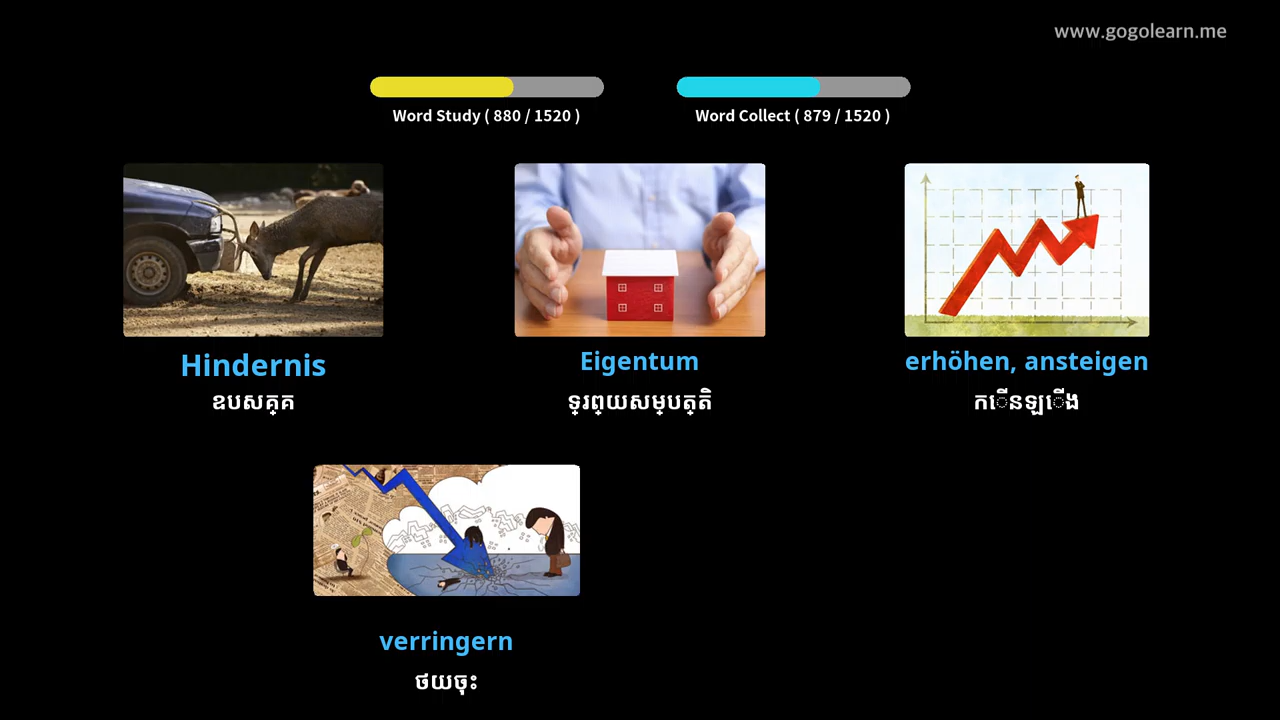 www.gogolearn.me
Word Study ( 880 / 1520 )
Word Collect ( 879 / 1520 )
Hindernis
ឧបសគ្គ
Eigentum
ទ្រព្យសម្បត្តិ
erhöhen, ansteigen
កើនឡើង
verringern
ថយចុះ